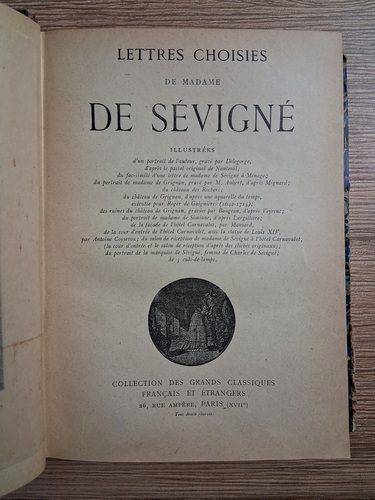 LETTRES CHOISIES
DE MADAME
DE SÉVIGNÉ
ILLUSTRÉES
d'un portrait de l'auteur, gravé par Delegorge,
d'après le pastel original de Nanteuil;
du fac-similé d'une lettre de madame de Sévigné à Ménage;
du portrait de madame de Grignan, gravé par M. Aubert, d'après Mignard;
du château des Rochers;
du château de Grignan, d'après une aquarelle du temps,
exécutée pour Roger de Gaignières (1642-1715);
des ruines du château de Grignan, gravées par Baugean, d'après Veyrenc;
du portrait de madame de Simiane, d'après Largillière;
de la façade de l'hôtel Carnavalet, par Mansard,
de la cour d'entrée de l'hôtel Carnavalet, avec la statue de Louis XIV,
par Antoine Coysevox; du salon de réception de madame de Sévigné à l'hôtel Carnavalet,
(la cour d'entrée et le salon de réception d'après des clichés originaux);
du portrait de la marquise de Sévigné, femme de Charles de Sévigné;
de 5 culs-de-lampe.
COLLECTION DES GRANDS CLASSIQUES
FRANÇAIS ET ÉTRANGERS
26, RUE AMPÈRE, PARIS (XVIIe)
Tous droits réservés.